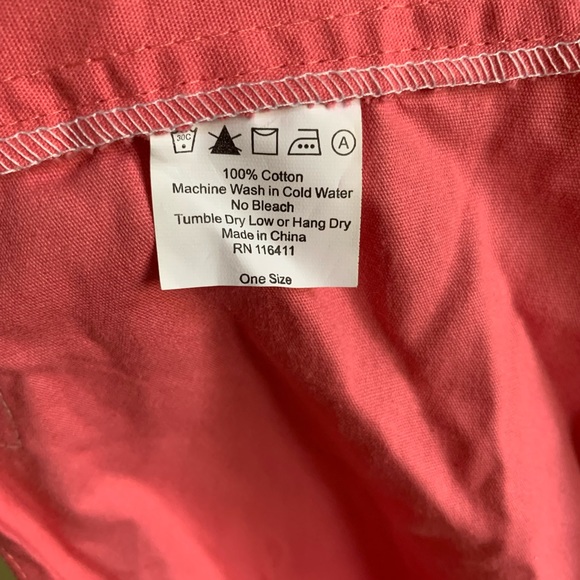 30C
A
100% Cotton
Machine Wash in Cold Water
No Bleach
Tumble Dry Low or Hang Dry
Made in China
RN 116411
One Size